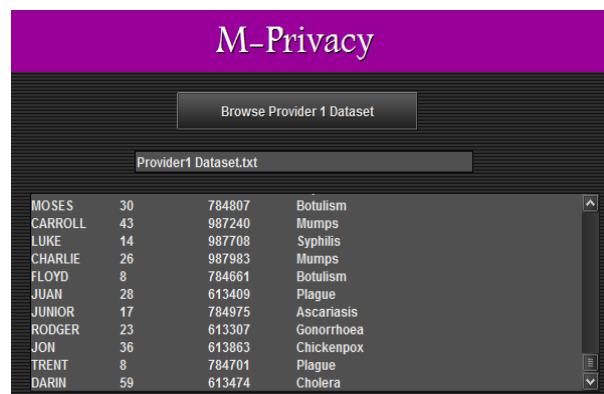 M-Privacy
Browse Provider 1 Dataset
Provider1 Dataset.txt
MOSES 30 784807 Botulism
CARROLL 43 987240 Mumps
LUKE 14 987708 Syphilis
CHARLIE 26 987983 Mumps
FLOYD 8 784661 Botulism
JUAN 28 613409 Plague
JUNIOR 17 784975 Ascariasis
RODGER 23 613307 Gonorrhoea
JON 36 613863 Chickenpox
TRENT 8 784701 Plague
DARIN 59 613474 Cholera